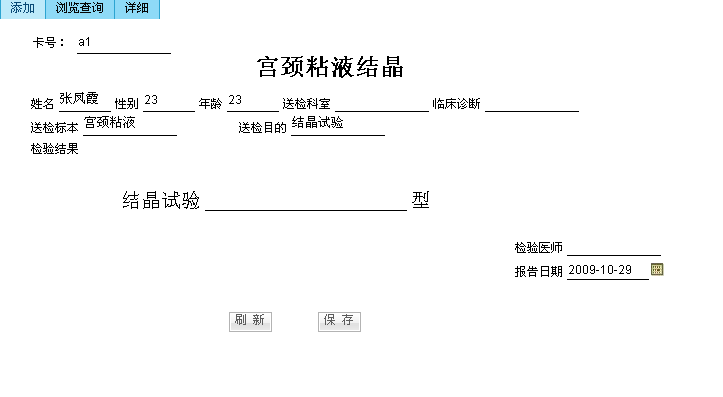 添加 浏览查询 详细
卡号： a1
宫颈粘液结晶
姓名 张凤霞 性别 23 年龄 23 送检科室 临床诊断
送检标本 宫颈粘液 送检目的 结晶试验
检验结果
结晶试验 型
检验医师
报告日期 2009-10-29
刷 新 保 存